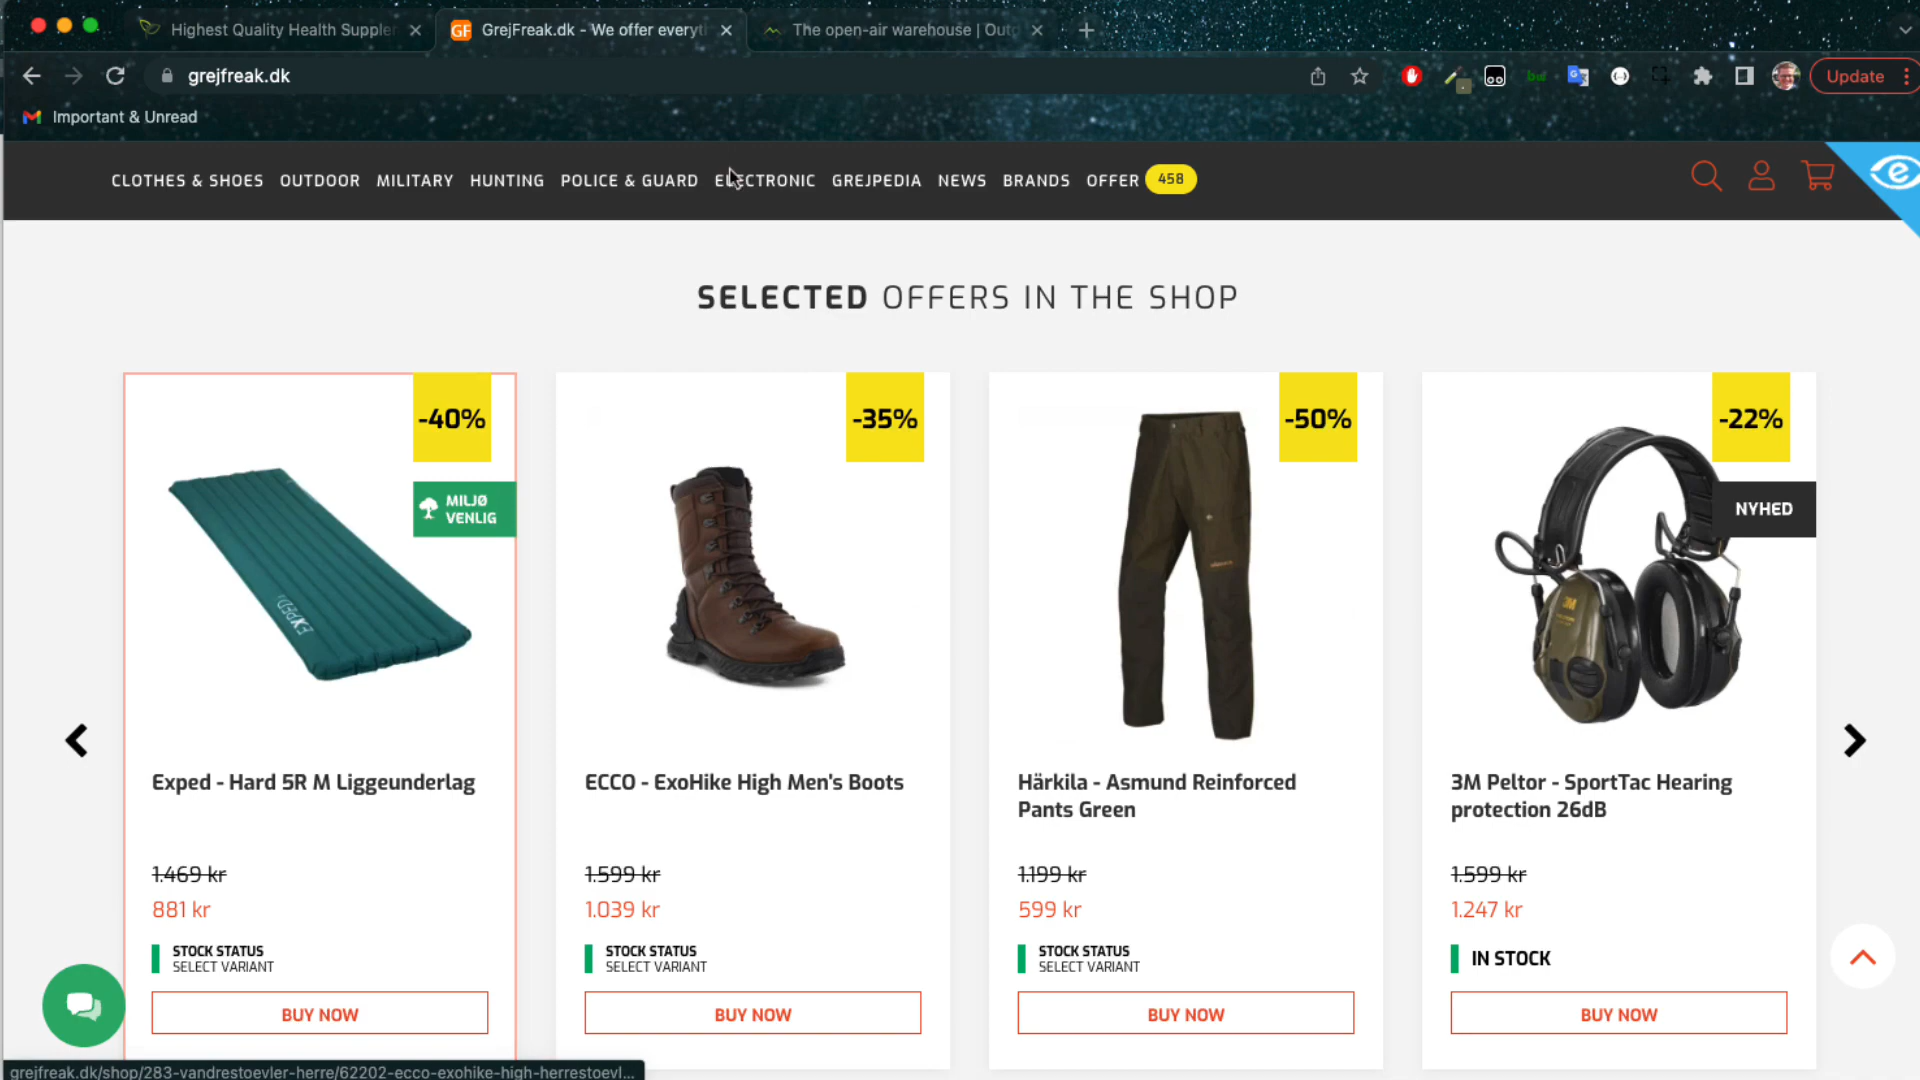 Highest Quality Health Suppler
GF
GrejFreak.dk - We offer everyt
The open-air warehouse | Outd
grejfreak.dk
Update
Important & Unread
CLOTHES & SHOES OUTDOOR MILITARY HUNTING POLICE & GUARD ELECTRONIC GREJPEDIA NEWS BRANDS OFFER 458
SELECTED OFFERS IN THE SHOP
-40%
-35%
-50%
-22%
MILJØ
VENLIG
NYHED
EXPED
3M
Exped - Hard 5R M Liggeunderlag
1.469 kr
881 kr
STOCK STATUS
SELECT VARIANT
BUY NOW
ECCO - ExoHike High Men's Boots
1.599 kr
1.039 kr
STOCK STATUS
SELECT VARIANT
BUY NOW
Härkila - Asmund Reinforced
Pants Green
1.199 kr
599 kr
STOCK STATUS
SELECT VARIANT
BUY NOW
3M Peltor - SportTac Hearing
protection 26dB
1.599 kr
1.247 kr
IN STOCK
BUY NOW
grejfreak.dk/shop/283-vandrestoevler-herre/62202-ecco-exohike-high-herrestoevl...